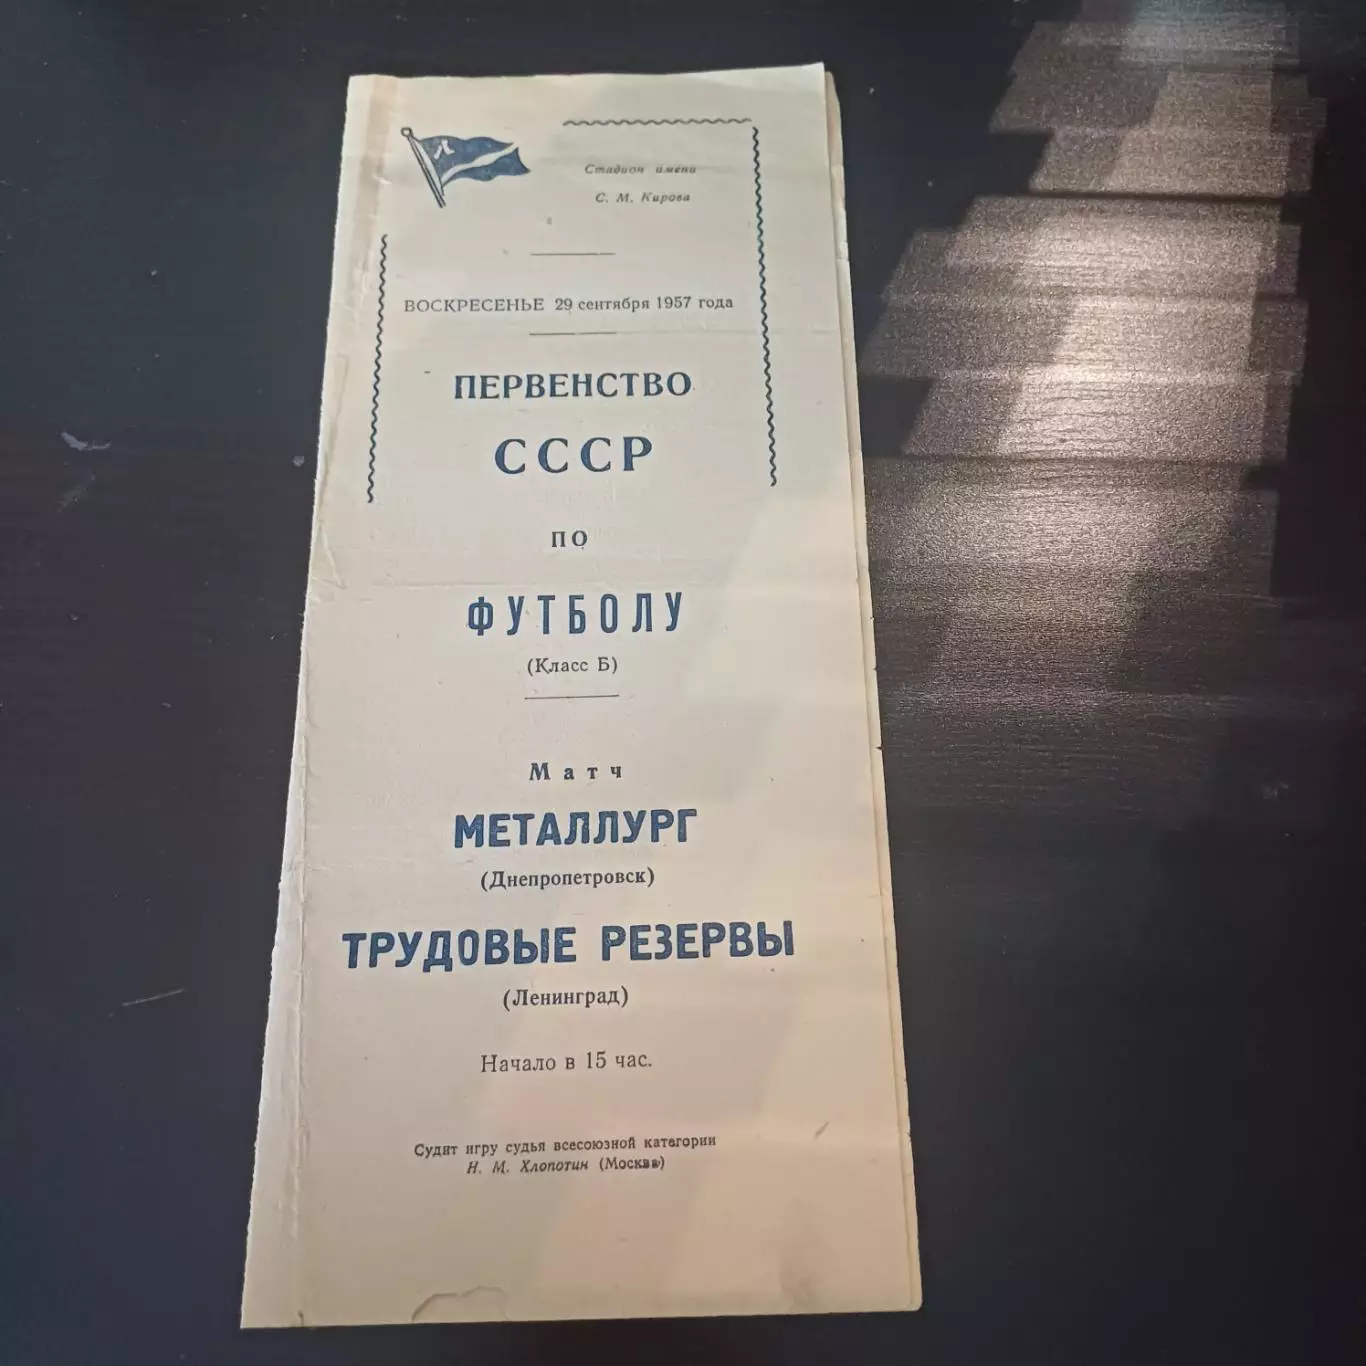 Л
Стадион имени
С. М. Кирова
ВОСКРЕСЕНЬЕ 29 сентября 1957 года
ПЕРВЕНСТВО
СССР
ПО
ФУТБОЛУ
(Класс Б)
Матч
МЕТАЛЛУРГ
(Днепропетровск)
ТРУДОВЫЕ РЕЗЕРВЫ
(Ленинград)
Начало в 15 час.
Судит игру судья всесоюзной категории
Н. М. Хлопотин (Москва)